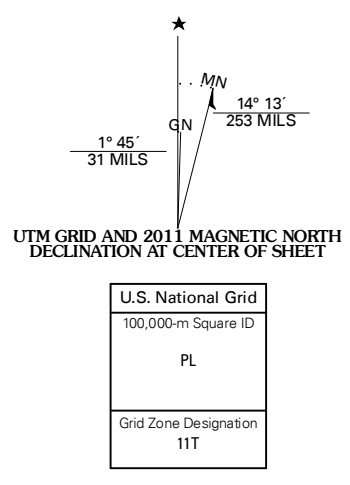 ★
MN
GN
14° 13´
253 MILS
1° 45´
31 MILS
UTM GRID AND 2011 MAGNETIC NORTH
DECLINATION AT CENTER OF SHEET
U.S. National Grid
100,000-m Square ID
PL
Grid Zone Designation
11T